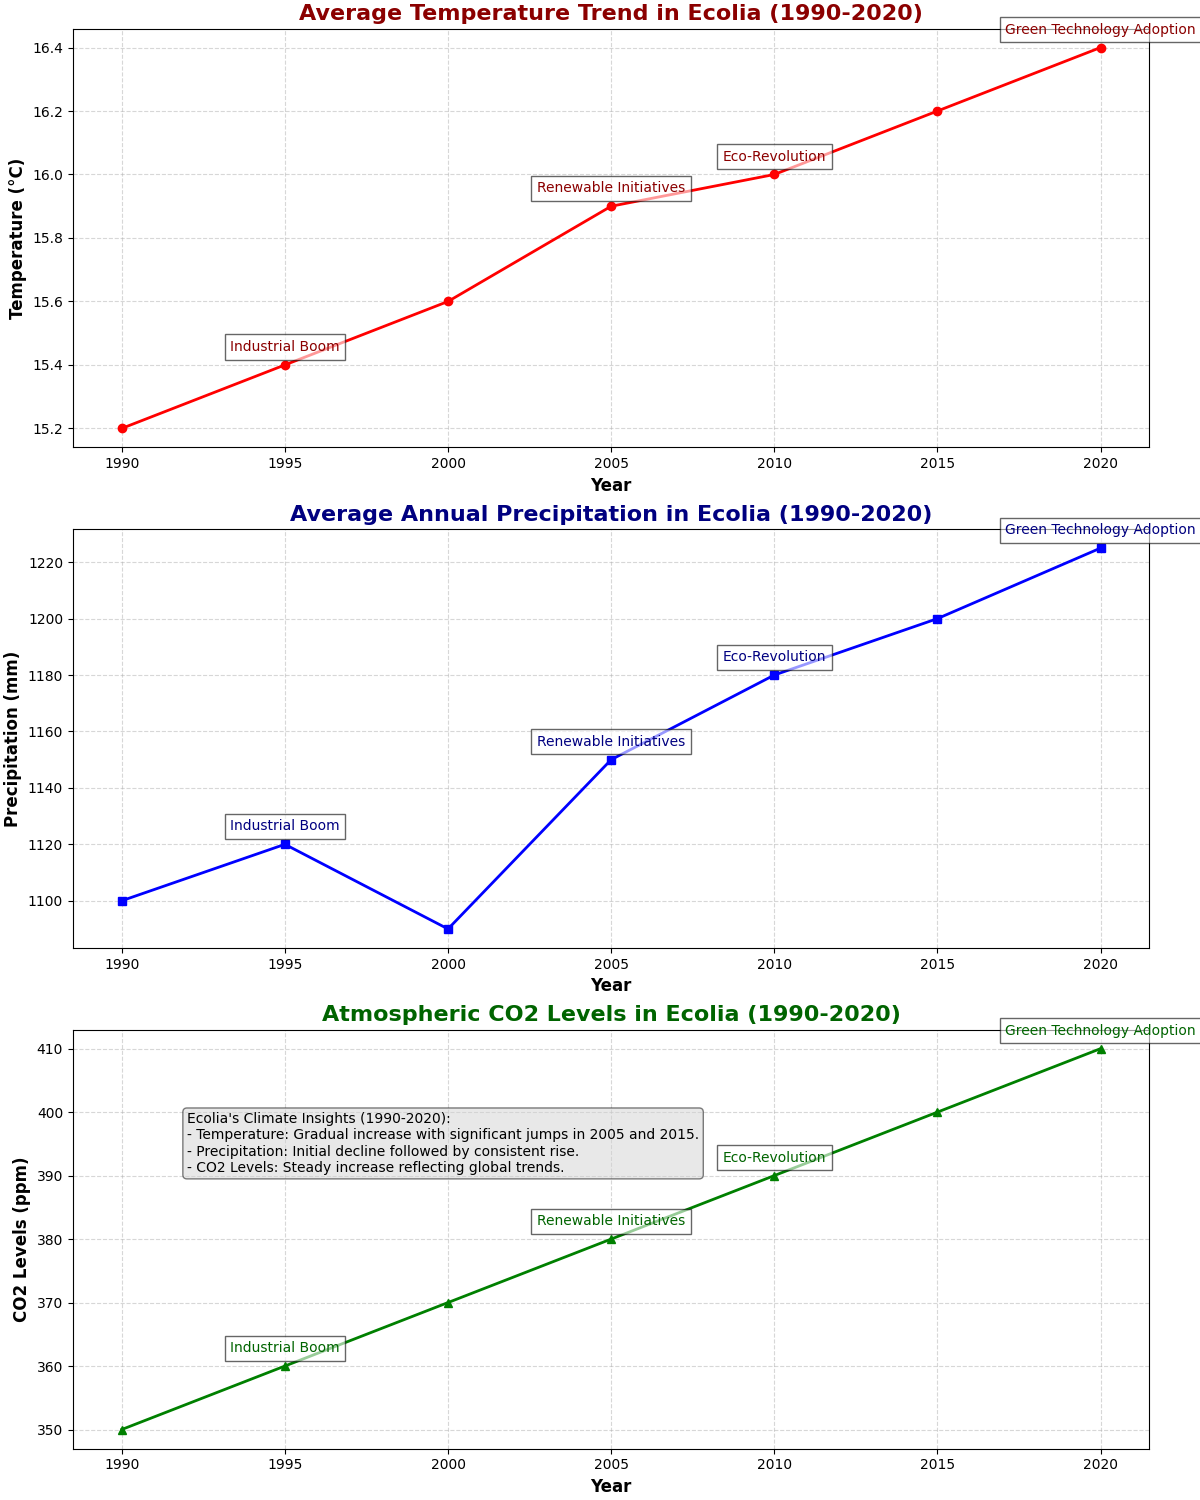 Average Temperature Trend in Ecolia (1990-2020)
Green Technology Adoption
16.4
16.2
Eco-Revolution
16.0
Renewable Initiatives
15.8
Temperature (°C)
15.6
Industrial Boom
15.4
15.2
1990 1995 2000 2005 2010 2015 2020
Year
Average Annual Precipitation in Ecolia (1990-2020)
Green Technology Adoption
1220
1200
Eco-Revolution
1180
1160
Renewable Initiatives
Precipitation (mm)
1140
Industrial Boom
1120
1100
1990 1995 2000 2005 2010 2015 2020
Year
Atmospheric CO2 Levels in Ecolia (1990-2020)
Green Technology Adoption
410
400
Ecolia's Climate Insights (1990-2020):
- Temperature: Gradual increase with significant jumps in 2005 and 2015.
- Precipitation: Initial decline followed by consistent rise.
- CO2 Levels: Steady increase reflecting global trends.
Eco-Revolution
390
Renewable Initiatives
380
CO2 Levels (ppm)
370
Industrial Boom
360
350
1990 1995 2000 2005 2010 2015 2020
Year